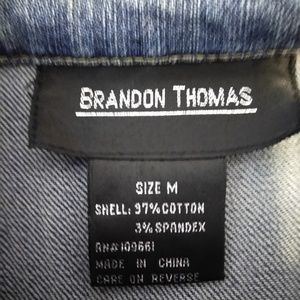 BRANDON THOMAS
SIZE M
SHELL: 97% COTTON
3% SPANDEX
RN#109661
MADE IN CHINA
CARE ON REVERSE